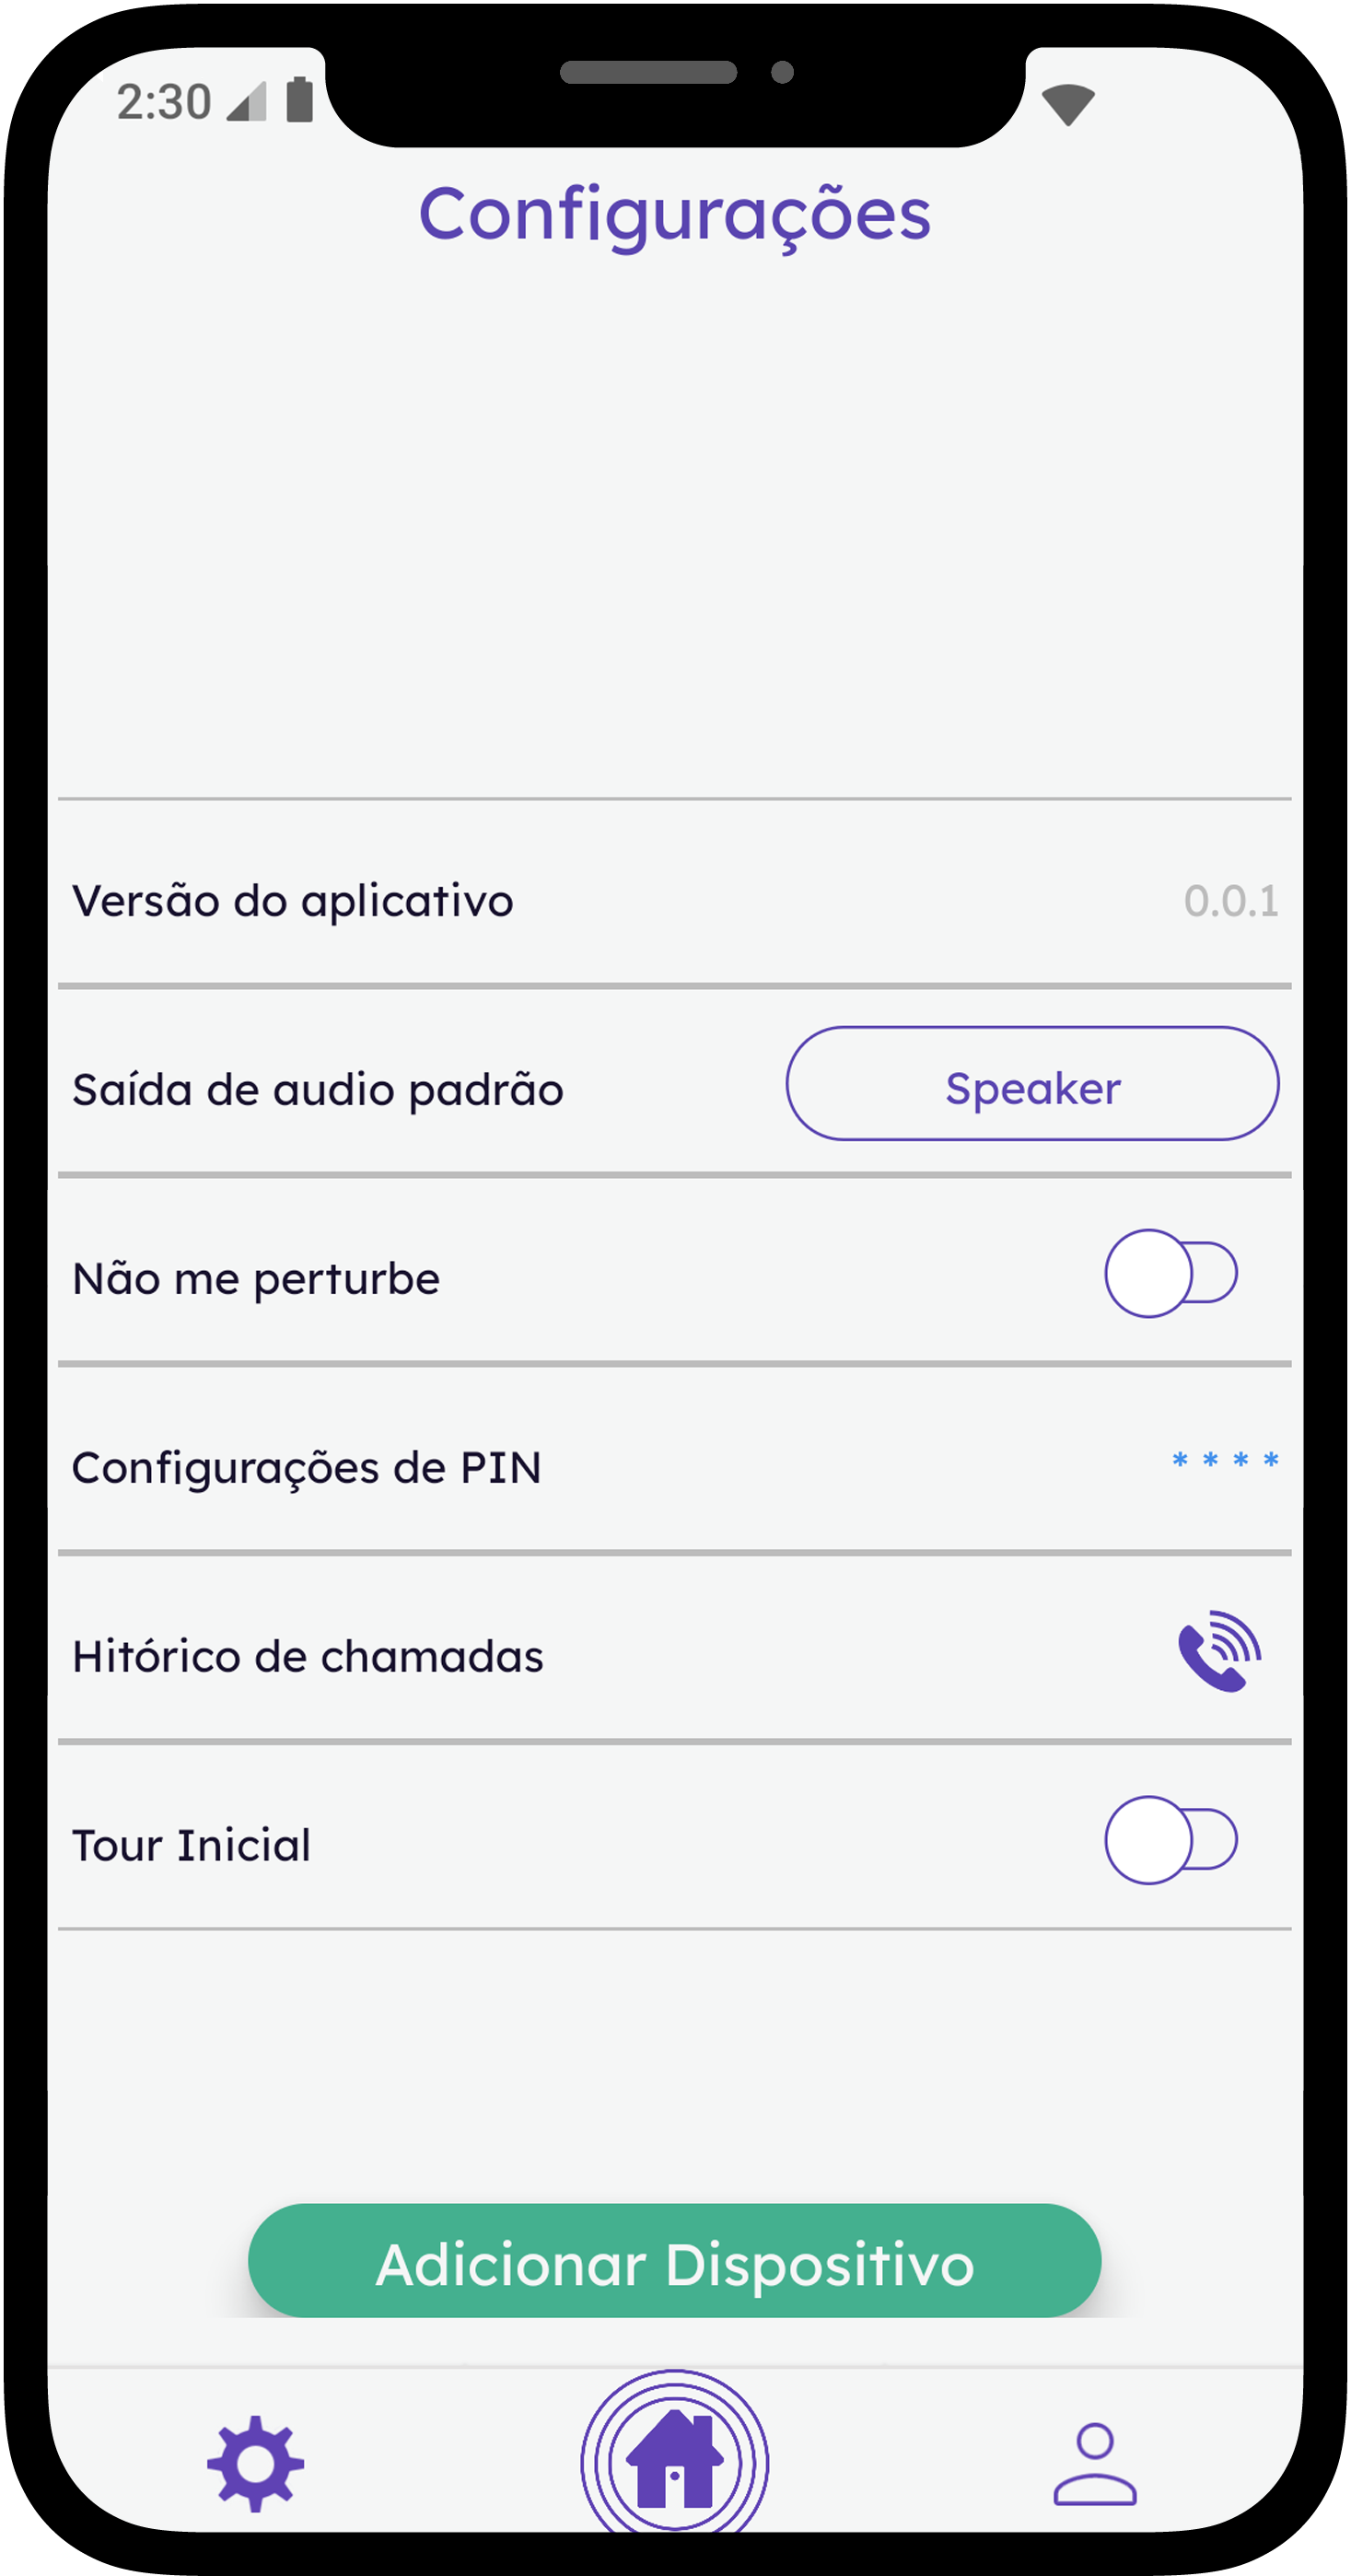 2:30
Configurações
Versão do aplicativo 0.0.1
Saída de audio padrão Speaker
Não me perturbe
Configurações de PIN * * * *
Hitórico de chamadas
Tour Inicial
Adicionar Dispositivo